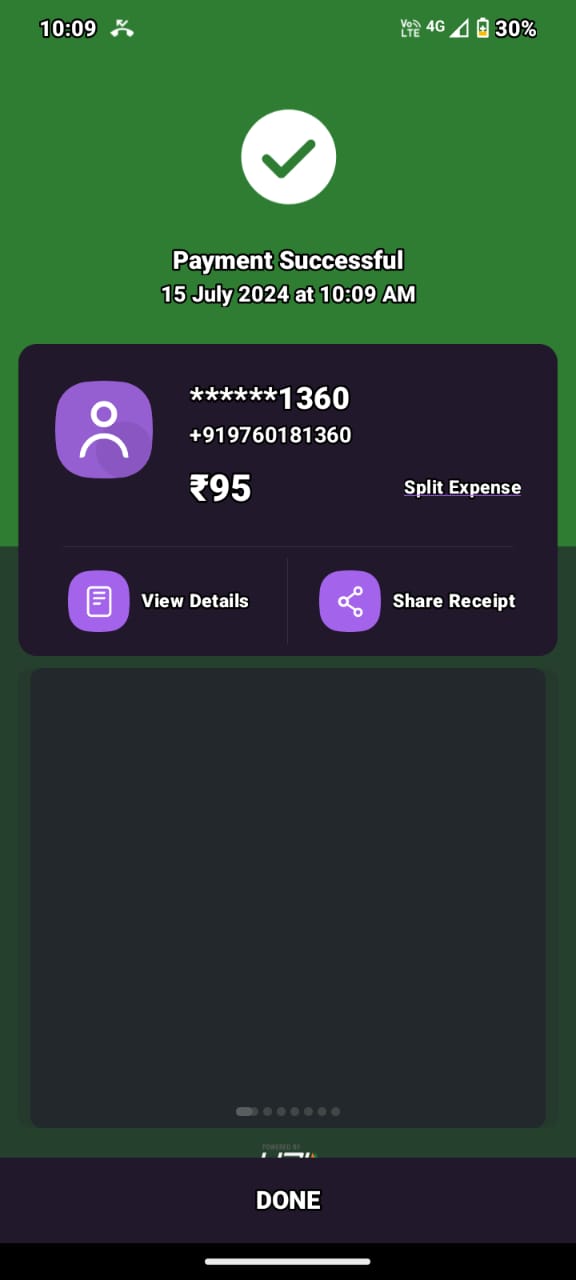 10:09
Vo
LTE
4G
30%
Payment Successful
15 July 2024 at 10:09 AM
******1360
+919760181360
₹95
Split Expense
View Details
Share Receipt
POWERED BY
DONE